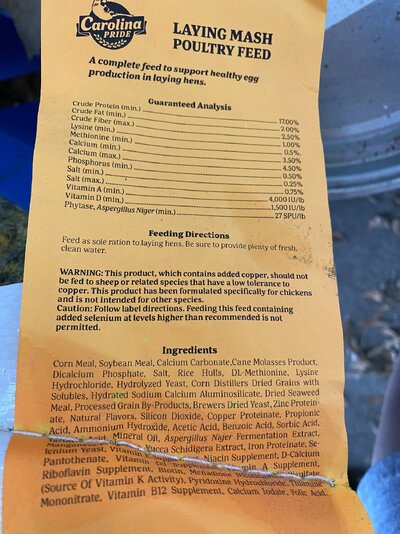 Carolina
PRIDE
LAYING MASH
POULTRY FEED
A complete feed to support healthy egg
production in laying hens.
Guaranteed Analysis
Crude Protein (min.) 17.00%
Crude Fat (min.) 2.00%
Crude Fiber (max.) 2.50%
Lysine (min.) 1.00%
Methionine (min.) 0.5%
Calcium (min.) 3.50%
Calcium (max.) 4.50%
Phosphorus (min.) 0.50%
Salt (min.) 0.25%
Salt (max.) 0.75%
Vitamin A (min.) 4,000 IU/lb
Vitamin D (min.) 1,500 IU/lb
Phytase, Aspergillus Niger (min.) 27 SPU/lb
Feeding Directions
Feed as sole ration to laying hens. Be sure to provide plenty of fresh,
clean water.
WARNING: This product, which contains added copper, should not
be fed to sheep or related species that have a low tolerance to
copper. This product has been formulated specifically for chickens
and is not intended for other species.
Caution: Follow label directions. Feeding this feed containing
added selenium at levels higher than recommended is not
permitted.
Ingredients
Corn Meal, Soybean Meal, Calcium Carbonate,Cane Molasses Product,
Dicalcium Phosphate, Salt, Rice Hulls, DL-Methionine, Lysine
Hydrochloride, Hydrolyzed Yeast, Corn Distillers Dried Grains with
Solubles, Hydrated Sodium Calcium Aluminosilicate, Dried Seaweed
Meal, Processed Grain By-Products, Brewers Dried Yeast, Zinc Protein-
ate, Natural Flavors, Silicon Dioxide, Copper Proteinate, Propionic
Acid, Ammonium Hydroxide, Acetic Acid, Benzoic Acid, Sorbic Acid,
Acid, Mineral Oil, Aspergillus Niger Fermentation Extract,
Yucca Schidigera Extract, Iron Proteinate, Se-
lenium Yeast, Vitamin Niacin Supplement, D-Calcium
Pantothenate, Vitamin A Supplement,
Riboflavin Supplement, Biotin,
(Source Of Vitamin K Activity), Pyridoxine Hydrochloride, Thiamine
Mononitrate, Vitamin B12 Supplement, Calcium Iodate, Folic Acid.